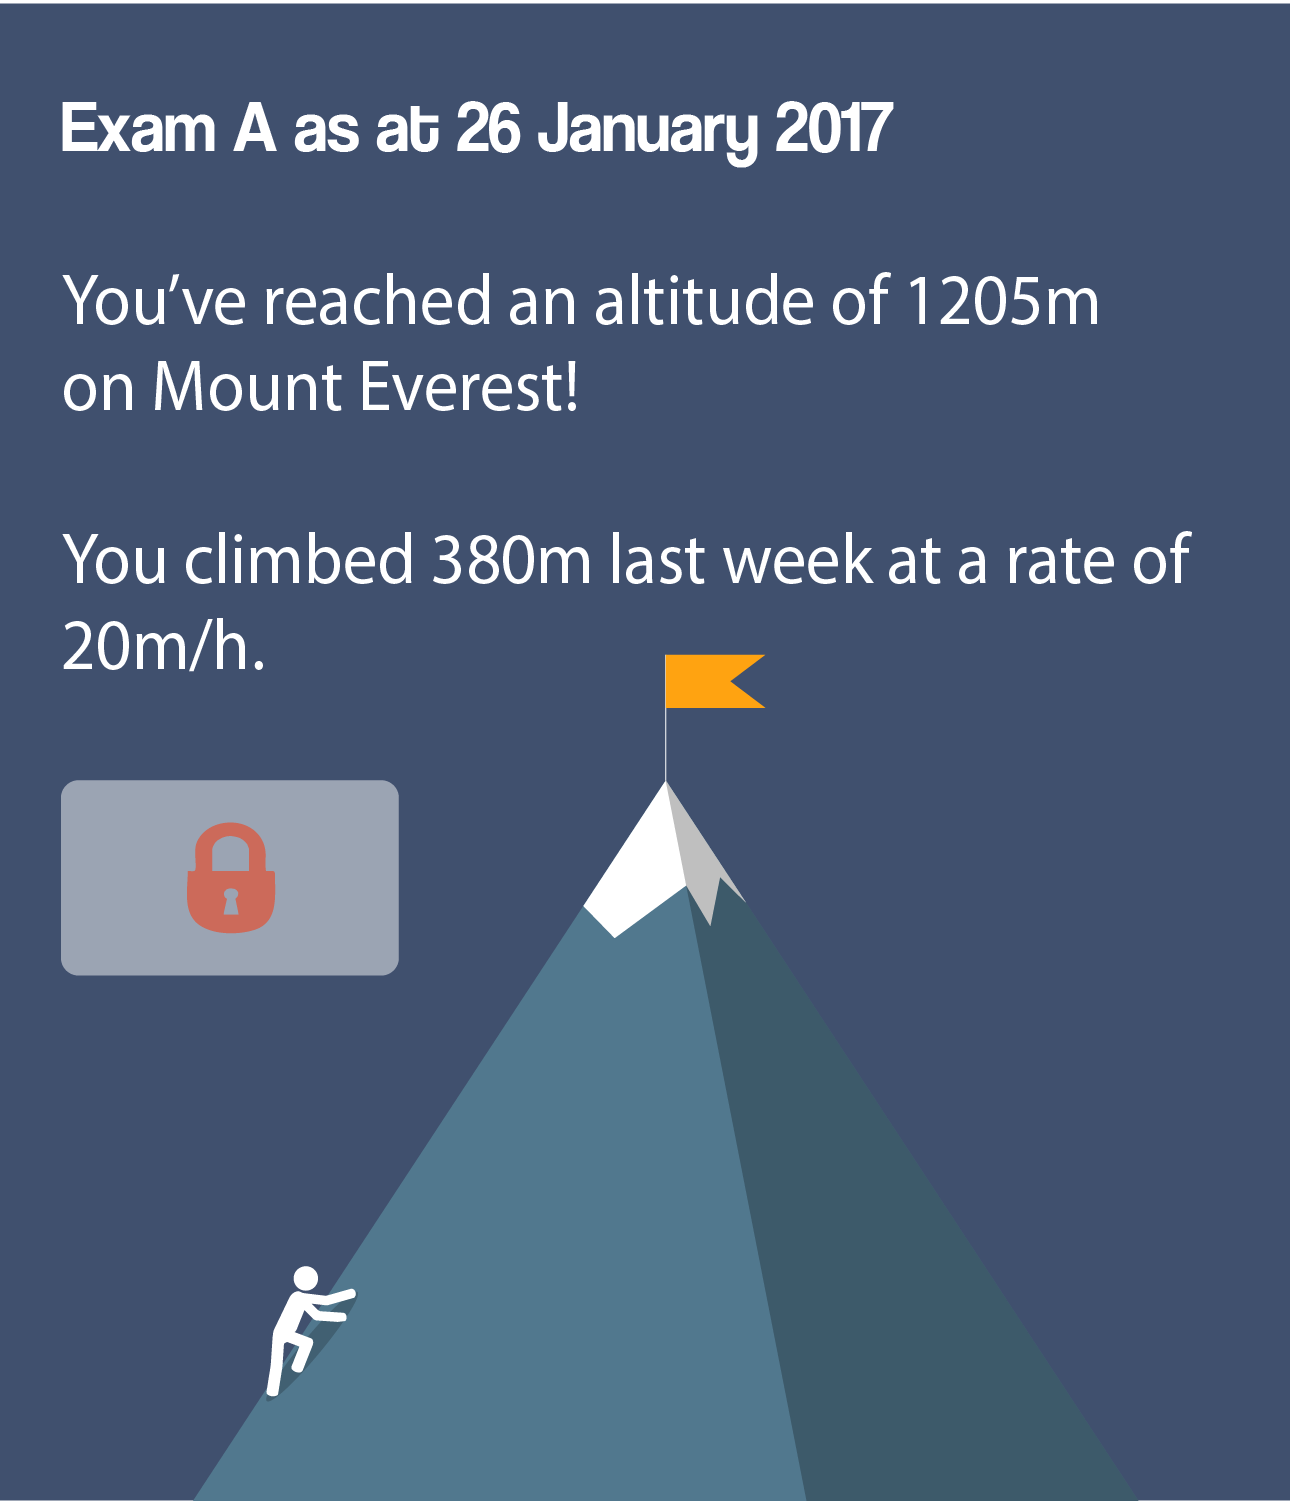 Exam A as at 26 January 2017
You’ve reached an altitude of 1205m
on Mount Everest!
You climbed 380m last week at a rate of
20m/h.